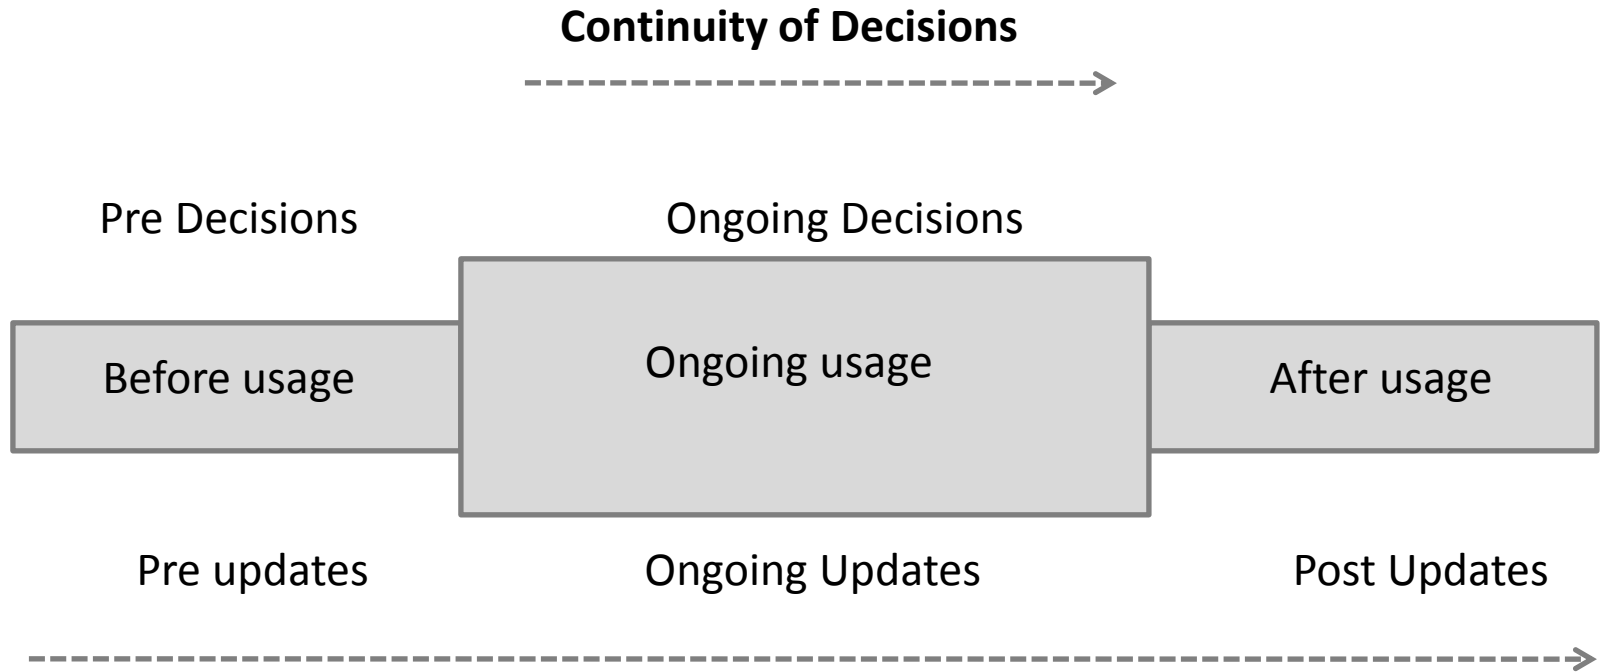 Continuity of Decisions
Pre Decisions
Ongoing Decisions
Before usage
Ongoing usage
After usage
Pre updates
Ongoing Updates
Post Updates